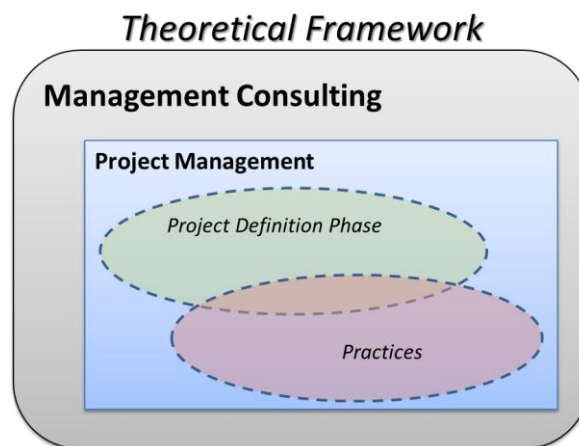 Theoretical Framework
Management Consulting
Project Management
Project Definition Phase
Practices